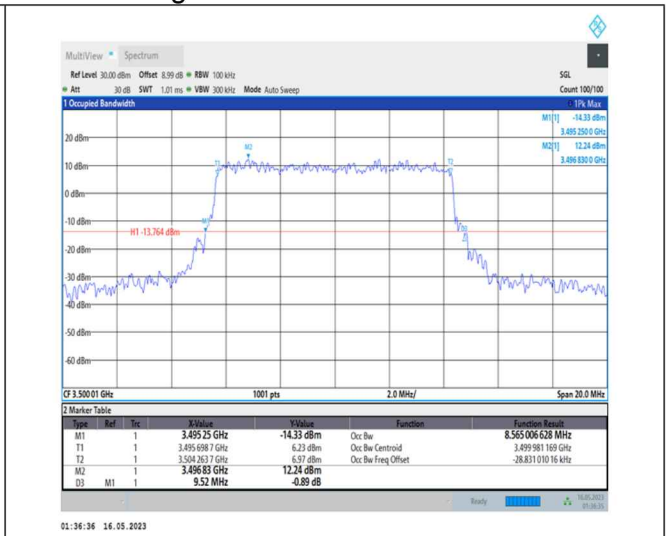 MultiView Spectrum
Ref Level 30.00 dBm Offset 8.99 dB RBW 100 kHz SGL
Att 30 dB SWT 1.01 ms VBW 300 kHz Mode Auto Sweep Count 100/100
1 Occupied Bandwidth 1Pk Max
M1[1] -14.33 dBm
3.495 250 0 GHz
M2[1] 12.24 dBm
3.496 830 0 GHz
20 dBm
M2
10 dBm
T1 T2
0 dBm
-10 dBm
M1
H1 -13.764 dBm
D3
-20 dBm
-30 dBm
-40 dBm
-50 dBm
-60 dBm
CF 3.500 01 GHz 1001 pts 2.0 MHz/ Span 20.0 MHz
2 Marker Table
Type Ref Trc X-Value Y-Value Function Function Result
M1 1 3.495 25 GHz -14.33 dBm Occ Bw 8.565 006 628 MHz
T1 1 3.495 698 7 GHz 6.23 dBm Occ Bw Centroid 3.499 981 169 GHz
T2 1 3.504 263 7 GHz 6.97 dBm Occ Bw Freq Offset -28.831 010 16 kHz
M2 1 3.496 83 GHz 12.24 dBm
D3 M1 1 9.52 MHz -0.89 dB
Ready 16.05.2023
01:36:35
01:36:36 16.05.2023